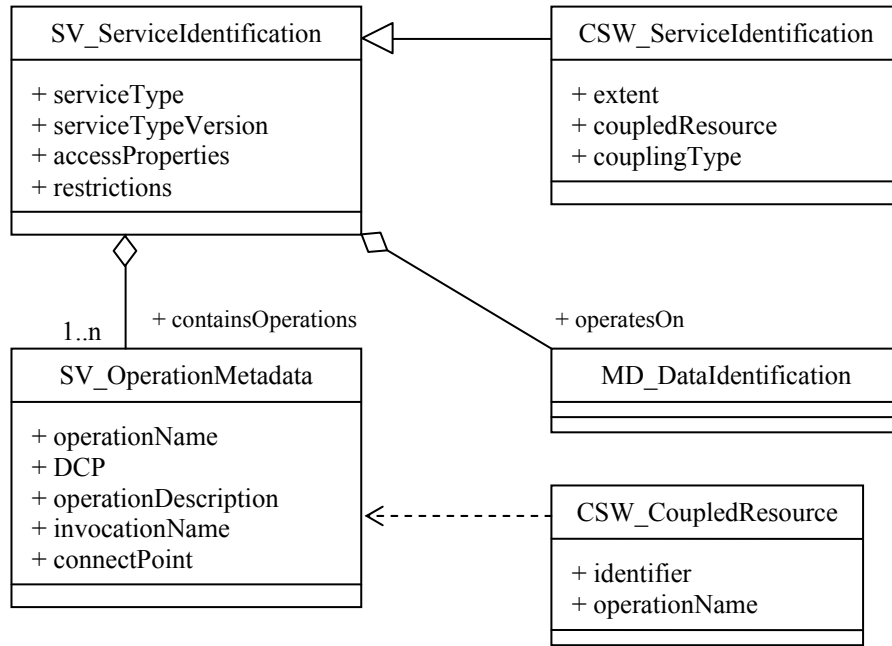 SV_ServiceIdentification
+ serviceType
+ serviceTypeVersion
+ accessProperties
+ restrictions
CSW_ServiceIdentification
+ extent
+ coupledResource
+ couplingType
1..n
+ containsOperations
+ operatesOn
SV_OperationMetadata
+ operationName
+ DCP
+ operationDescription
+ invocationName
+ connectPoint
MD_DataIdentification
CSW_CoupledResource
+ identifier
+ operationName